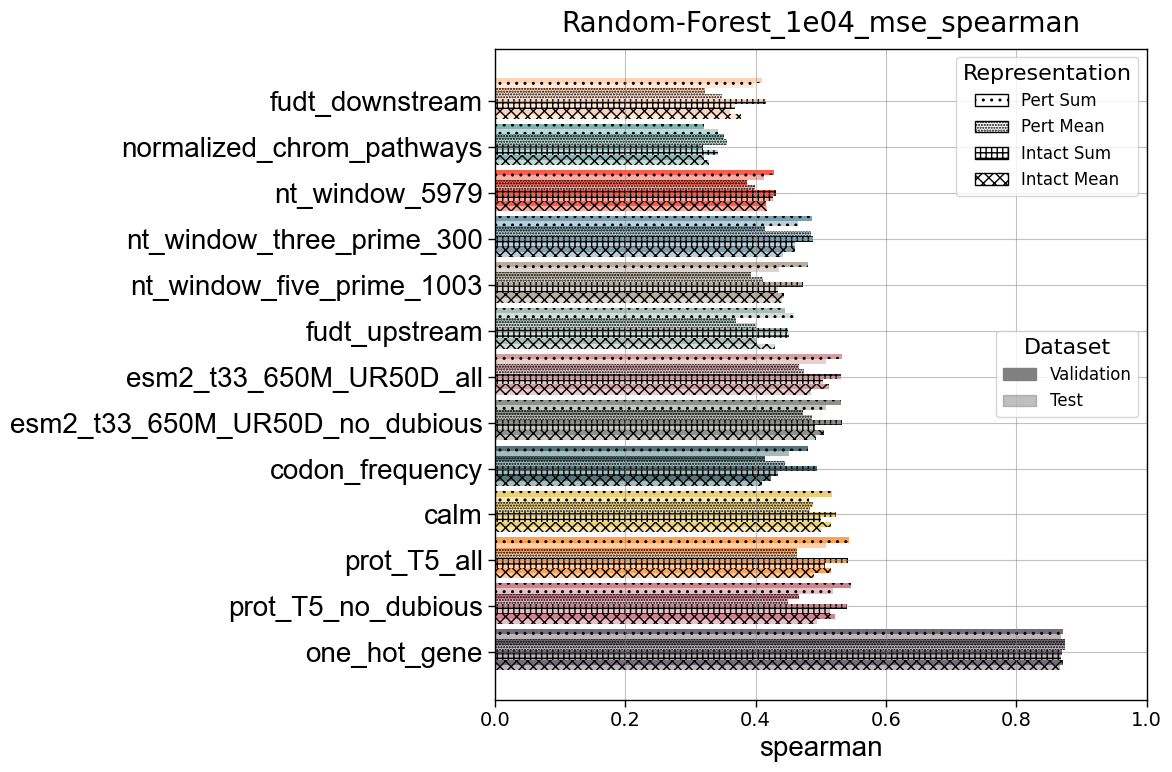 Random-Forest_1e04_mse_spearman
Representation
Pert Sum
Pert Mean
Intact Sum
Intact Mean
fudt_downstream
normalized_chrom_pathways
nt_window_5979
nt_window_three_prime_300
nt_window_five_prime_1003
fudt_upstream
esm2_t33_650M_UR50D_all
esm2_t33_650M_UR50D_no_dubious
codon_frequency
calm
prot_T5_all
prot_T5_no_dubious
one_hot_gene
Dataset
Validation
Test
0.0 0.2 0.4 0.6 0.8 1.0
spearman